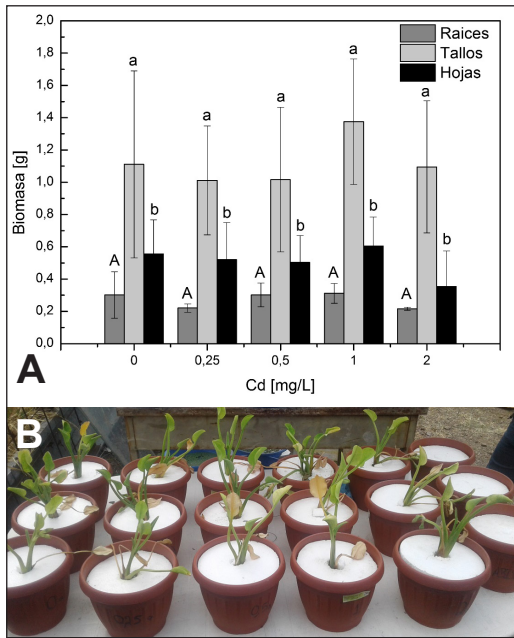 2,0
1,8
1,6
1,4
1,2
1,0
0,8
0,6
0,4
0,2
0,0
Biomasa [g]
Raices
Tallos
Hojas
A a b
A a b
A a b
A a b
A a b
0 0,25 0,5 1 2
Cd [mg/L]
A
B